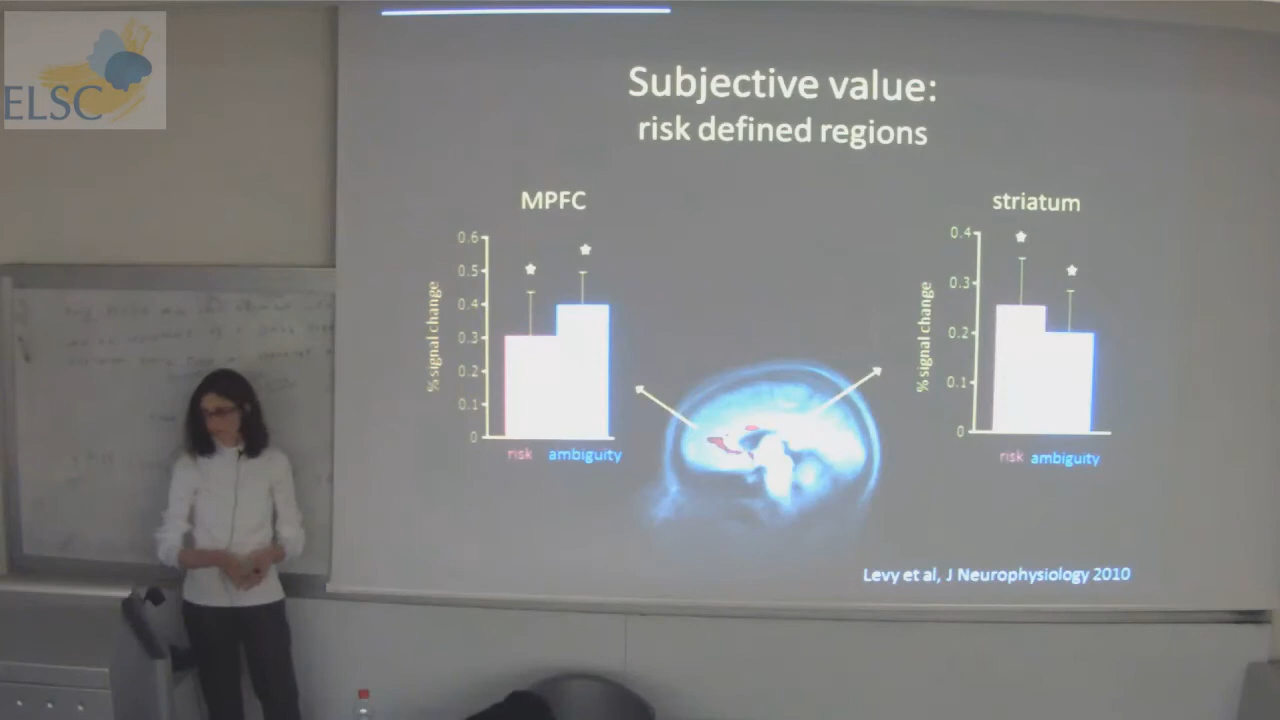 ELSC
Subjective value:
risk defined regions
MPFC
0.6
0.5
0.4
0.3
0.2
0.1
0
% signal change
risk ambiguity
striatum
0.4
0.3
0.2
0.1
0
% signal change
risk ambiguity
Levy et al, J Neurophysiology 2010